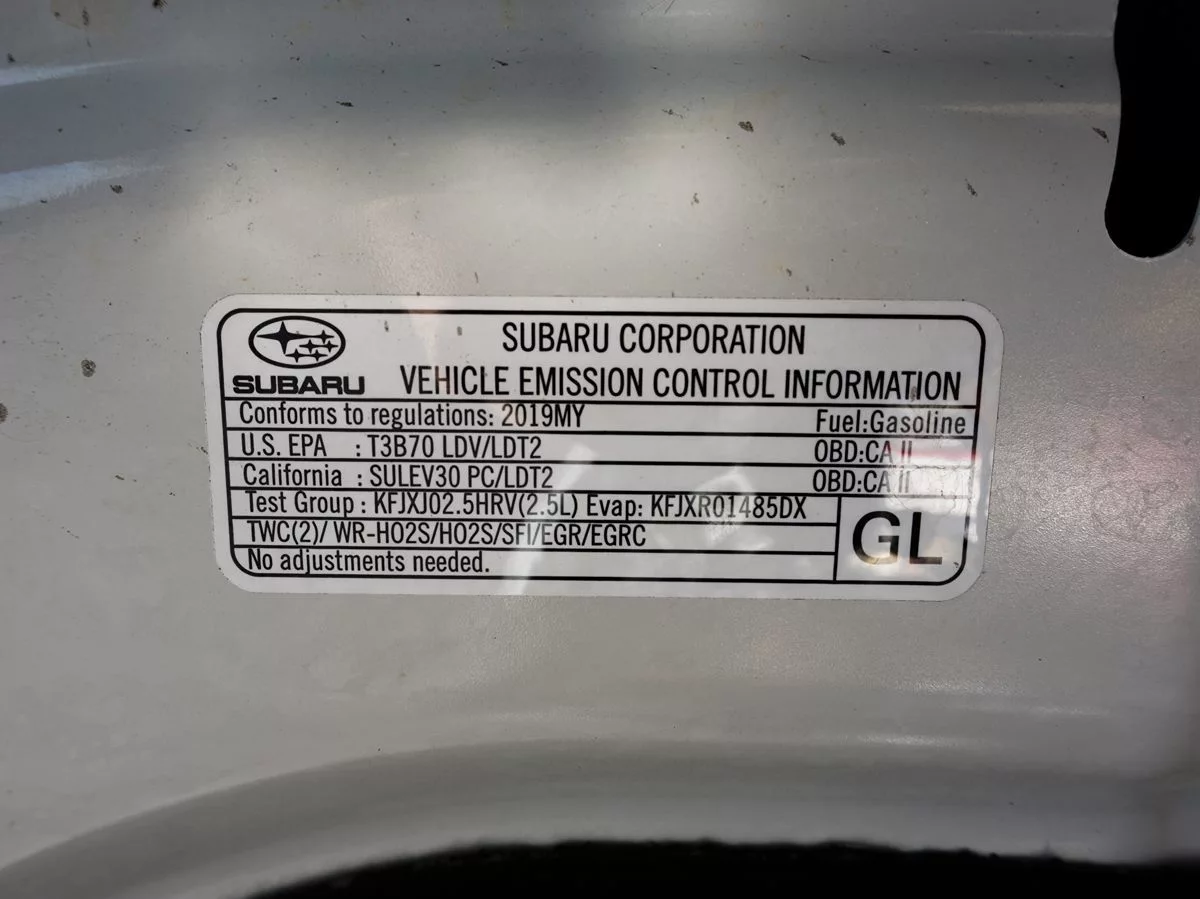 SUBARU CORPORATION
SUBARU VEHICLE EMISSION CONTROL INFORMATION
Conforms to regulations: 2019MY Fuel:Gasoline
U.S. EPA : T3B70 LDV/LDT2 OBD:CA II
California : SULEV30 PC/LDT2 OBD:CA II
Test Group : KFJXJ02.5HRV(2.5L) Evap: KFJXR01485DX
TWC(2)/ WR-HO2S/HO2S/SFI/EGR/EGRC
GL
No adjustments needed.